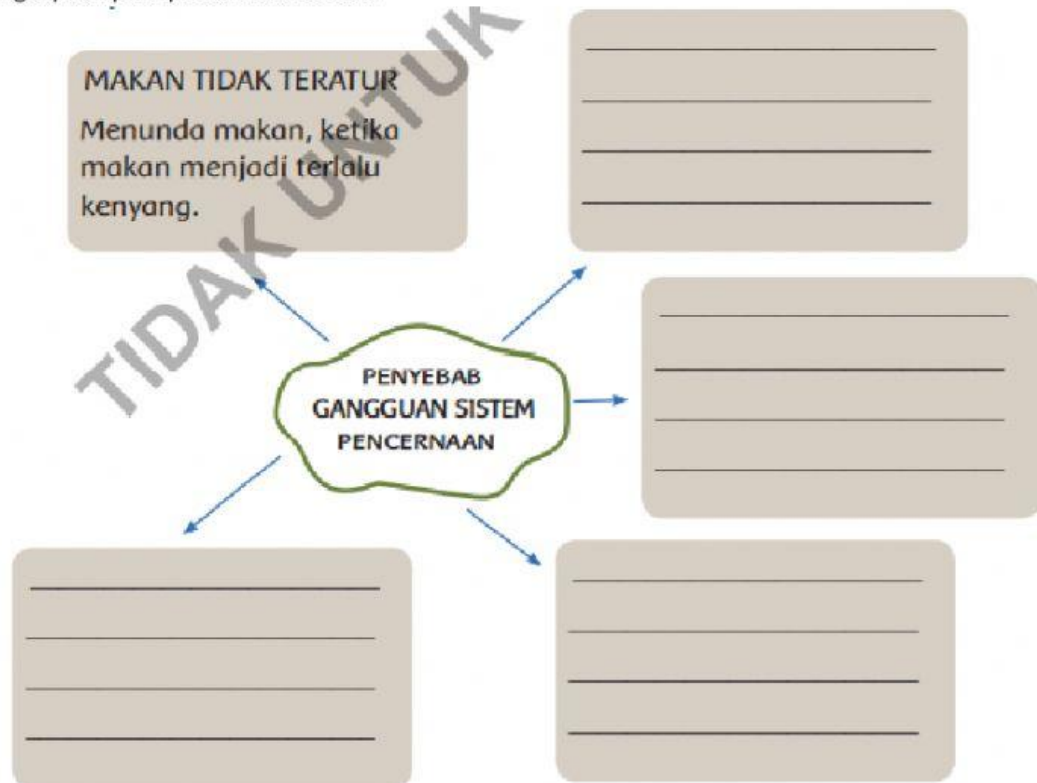 MAKAN TIDAK TERATUR
Menunda makan, ketika
makan menjadi terlalu
kenyang.
TIDAK UNTUK
PENYEBAB
GANGGUAN SISTEM
PENCERNAAN